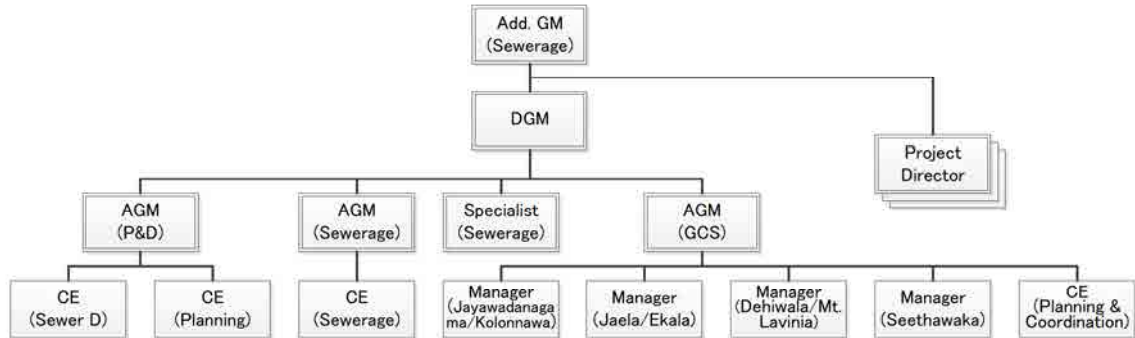 Add. GM
(Sewerage)
DGM
Project
Director
AGM
(P&D)
AGM
(Sewerage)
Specialist
(Sewerage)
AGM
(GCS)
CE
(Sewer D)
CE
(Planning)
CE
(Sewerage)
Manager
(Jayawadanaga
ma/Kolonnawa)
Manager
(Jaela/Ekala)
Manager
(Dehiwala/Mt.
Lavinia)
Manager
(Seethawaka)
CE
(Planning &
Coordination)